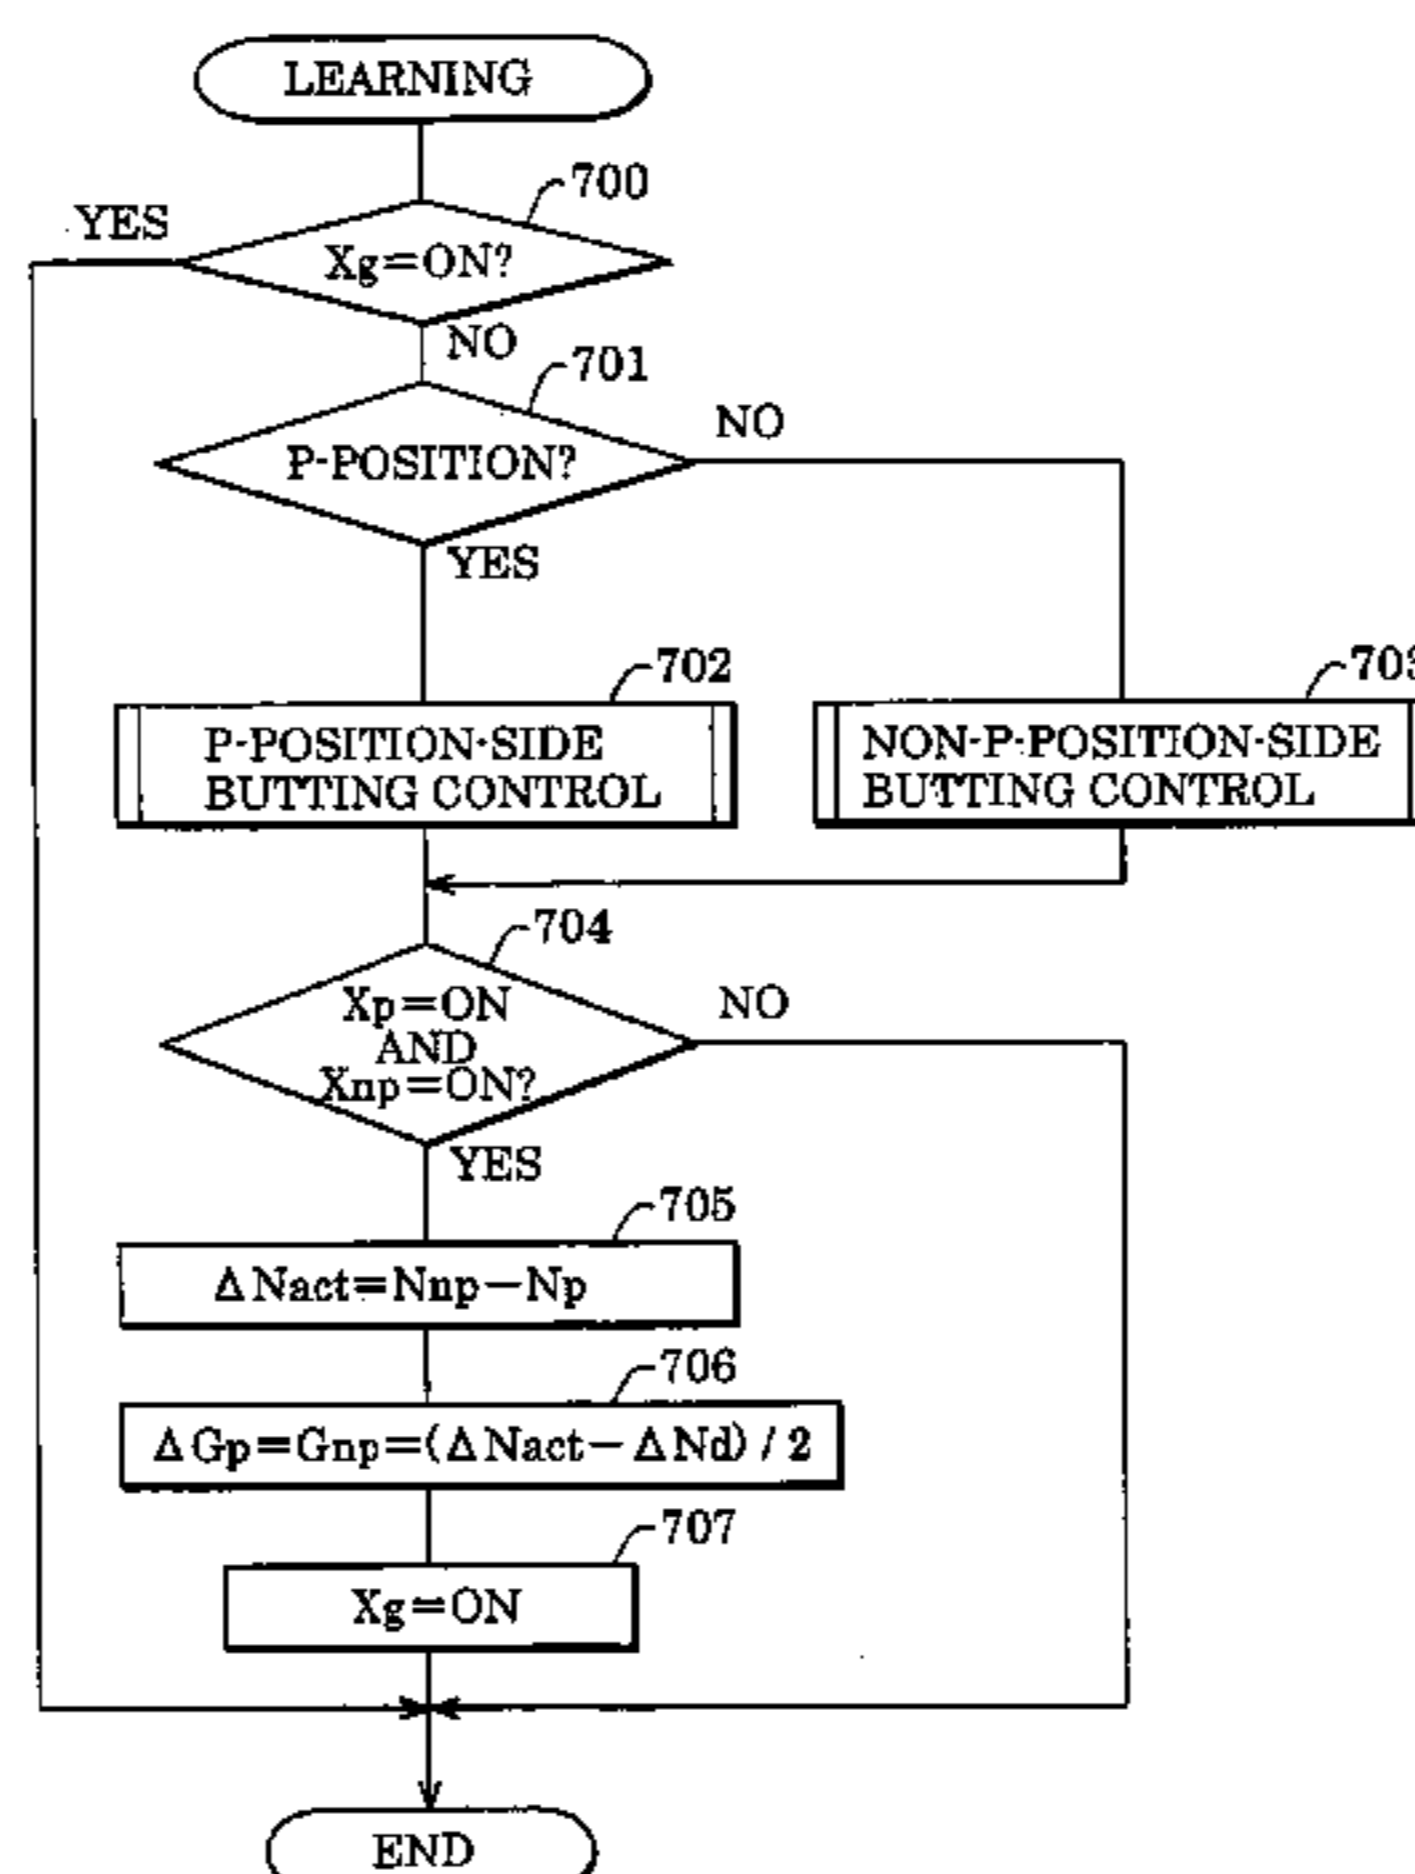 LEARNING
700
YES
Xg=ON?
NO
701
NO
P-POSITION?
YES
702
P-POSITION-SIDE
BUTTING CONTROL
703
NON-P-POSITION-SIDE
BUTTING CONTROL
704
Xp=ON
AND
Xnp=ON?
NO
YES
705
ΔNact=Nnp-Np
706
ΔGp=Gnp=(ΔNact-ΔNd)/2
707
Xg=ON
END